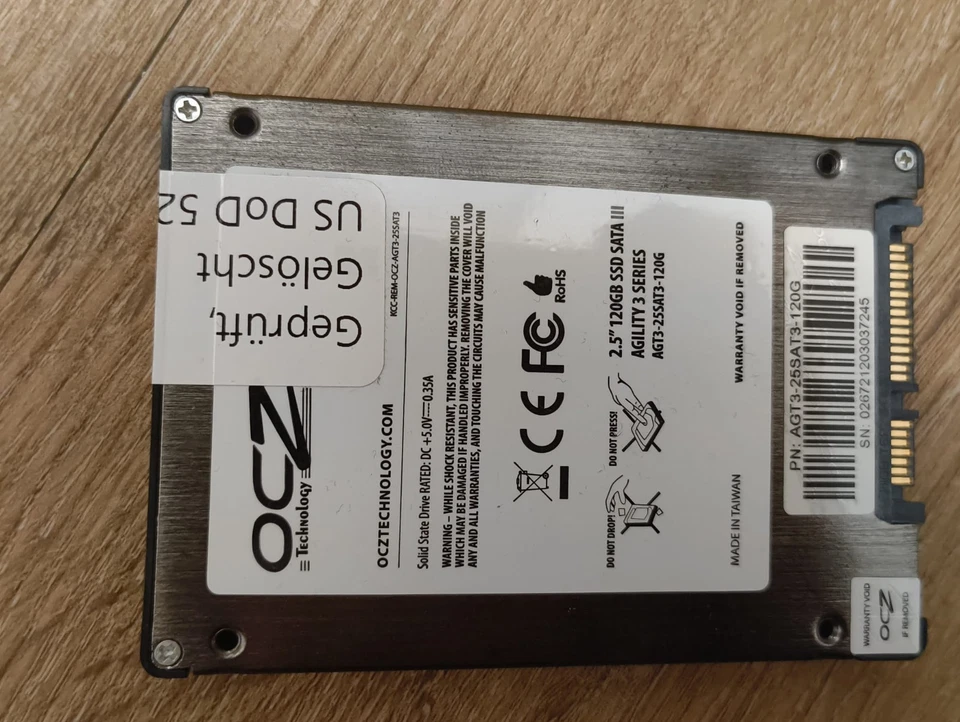 Geprüft,
Gelöscht
US DoD 52
OCZ
Technology
KCC-REM-OCZ-AGT3-25SAT3
OCZTECHNOLOGY.COM
Solid State Drive RATED: DC +5.0V⎓0.35A
WARNING – WHILE SHOCK RESISTANT, THIS PRODUCT HAS SENSITIVE PARTS INSIDE
WHICH MAY BE DAMAGED IF HANDLED IMPROPERLY. REMOVING THE COVER WILL VOID
ANY AND ALL WARRANTIES, AND TOUCHING THE CIRCUITS MAY CAUSE MALFUNCTION
CE FC RoHS
DO NOT DROP!
DO NOT PRESS!
2.5" 120GB SSD SATA III
AGILITY 3 SERIES
AGT3-25SAT3-120G
MADE IN TAIWAN
WARRANTY VOID IF REMOVED
PN: AGT3-25SAT3-120G
SN: 026721203037245
WARRANTY VOID
OCZ
IF REMOVED